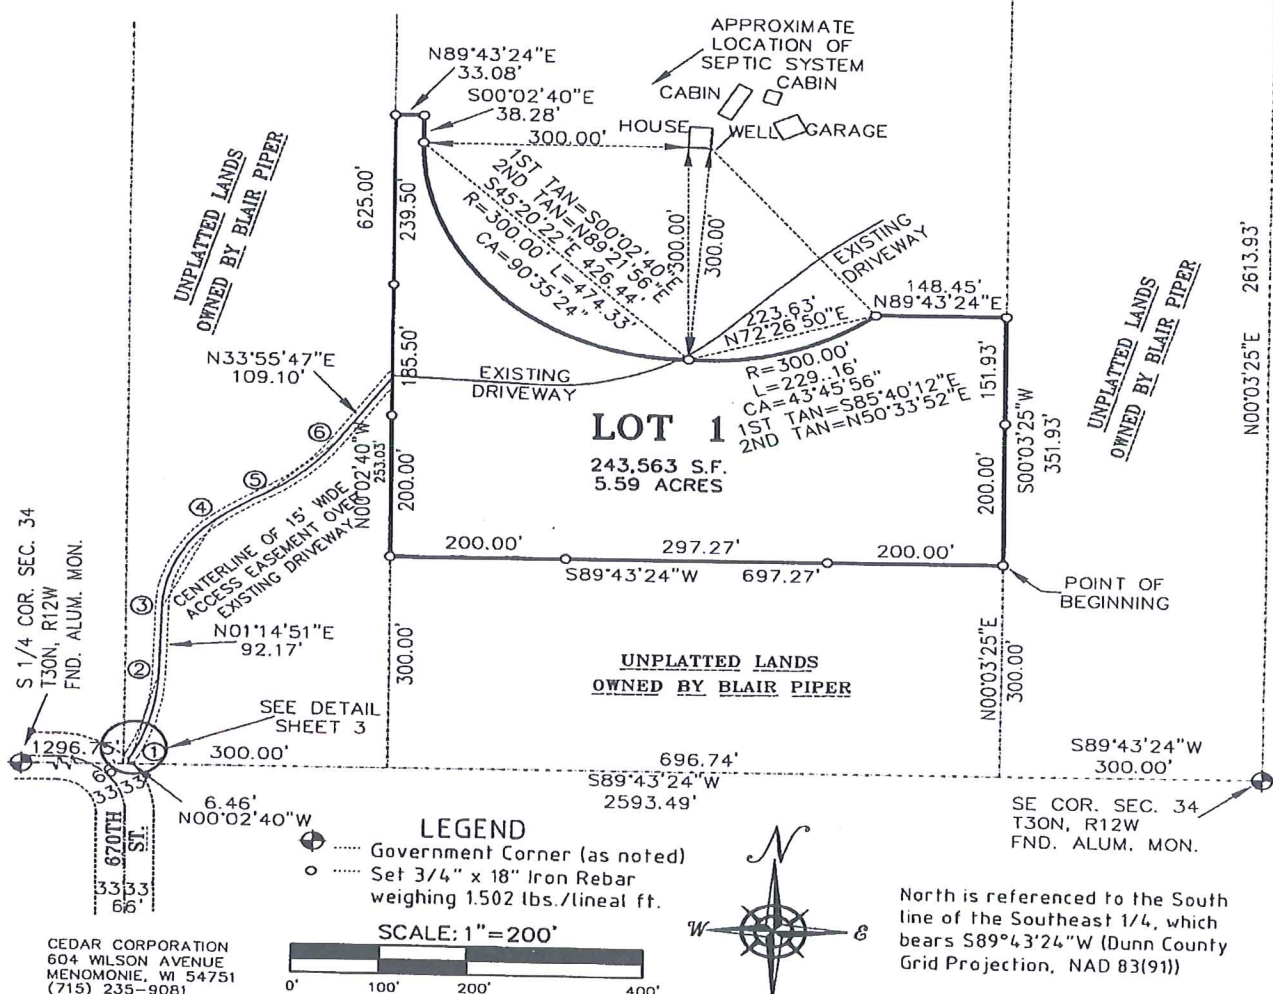 APPROXIMATE
LOCATION OF
SEPTIC SYSTEM
N89°43'24"E
33.08'
S00°02'40"E
38.28'
CABIN
CABIN
HOUSE
WELL
GARAGE
300.00'
UNPLATTED LANDS
OWNED BY BLAIR PIPER
625.00'
239.50'
1ST TAN=S00°02'40"E
2ND TAN=N89°21'56"E
S45°20'22"E 426.44'
R=300.00' L=474.33'
CA=90°35'24"
300.00'
300.00'
EXISTING
DRIVEWAY
148.45'
N89°43'24"E
223.63'
N72°26'50"E
UNPLATTED LANDS
OWNED BY BLAIR PIPER
2613.93'
N00°03'25"E
N33°55'47"E
109.10'
185.50'
EXISTING
DRIVEWAY
R=300.00'
L=229.16'
CA=43°45'56"
1ST TAN=S85°40'12"E
2ND TAN=N50°33'52"E
151.93'
S00°03'25"W
351.93'
LOT 1
243,563 S.F.
5.59 ACRES
6
5
4
N00°02'40"W
253.03'
200.00'
200.00'
CENTERLINE OF 15' WIDE
ACCESS EASEMENT OVER
EXISTING DRIVEWAY
200.00'
297.27'
200.00'
S89°43'24"W
697.27'
POINT OF
BEGINNING
S 1/4 COR. SEC. 34
T30N, R12W
FND. ALUM. MON.
3
N01°14'51"E
92.17'
2
300.00'
UNPLATTED LANDS
OWNED BY BLAIR PIPER
N00°03'25"E
300.00'
SEE DETAIL
SHEET 3
1
1296.75'
300.00'
696.74'
S89°43'24"W
2593.49'
S89°43'24"W
300.00'
66'
33'
33'
6.46'
N00°02'40"W
SE COR. SEC. 34
T30N, R12W
FND. ALUM. MON.
670TH
ST.
33'
33'
66'
LEGEND
Government Corner (as noted)
Set 3/4" x 18" Iron Rebar
weighing 1.502 lbs./lineal ft.
SCALE: 1"=200'
0'
100'
200'
400'
N
W
E
North is referenced to the South
line of the Southeast 1/4, which
bears S89°43'24"W (Dunn County
Grid Projection, NAD 83(91))
CEDAR CORPORATION
604 WILSON AVENUE
MENOMONIE, WI 54751
(715) 235-9081